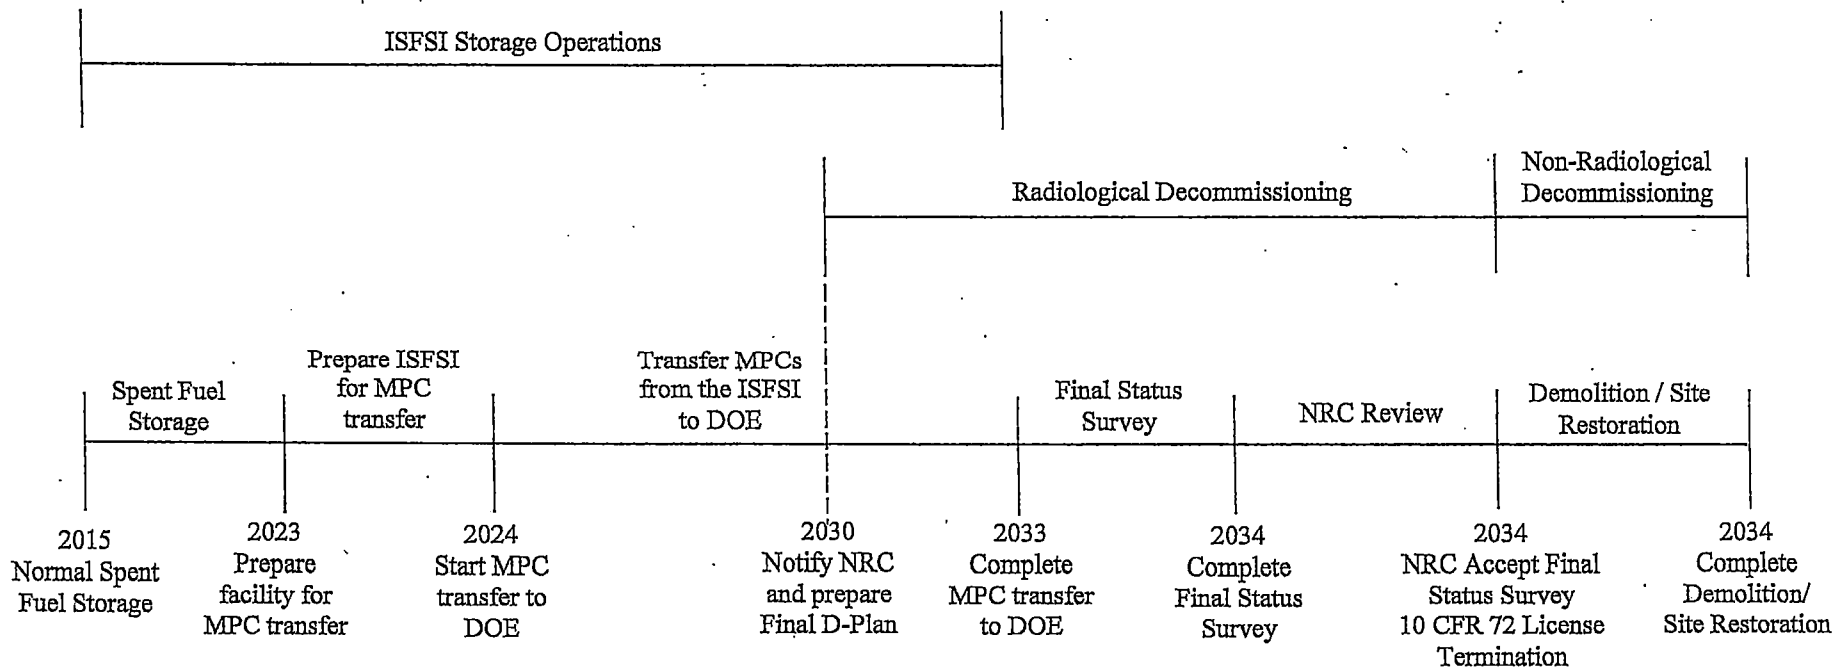 ISFSI Storage Operations
Radiological Decommissioning
Non-Radiological
Decommissioning
Spent Fuel
Storage
Prepare ISFSI
for MPC
transfer
Transfer MPCs
from the ISFSI
to DOE
Final Status
Survey
NRC Review
Demolition / Site
Restoration
2015
Normal Spent
Fuel Storage
2023
Prepare
facility for
MPC transfer
2024
Start MPC
transfer to
DOE
2030
Notify NRC
and prepare
Final D-Plan
2033
Complete
MPC transfer
to DOE
2034
Complete
Final Status
Survey
2034
NRC Accept Final
Status Survey
10 CFR 72 License
Termination
2034
Complete
Demolition/
Site Restoration